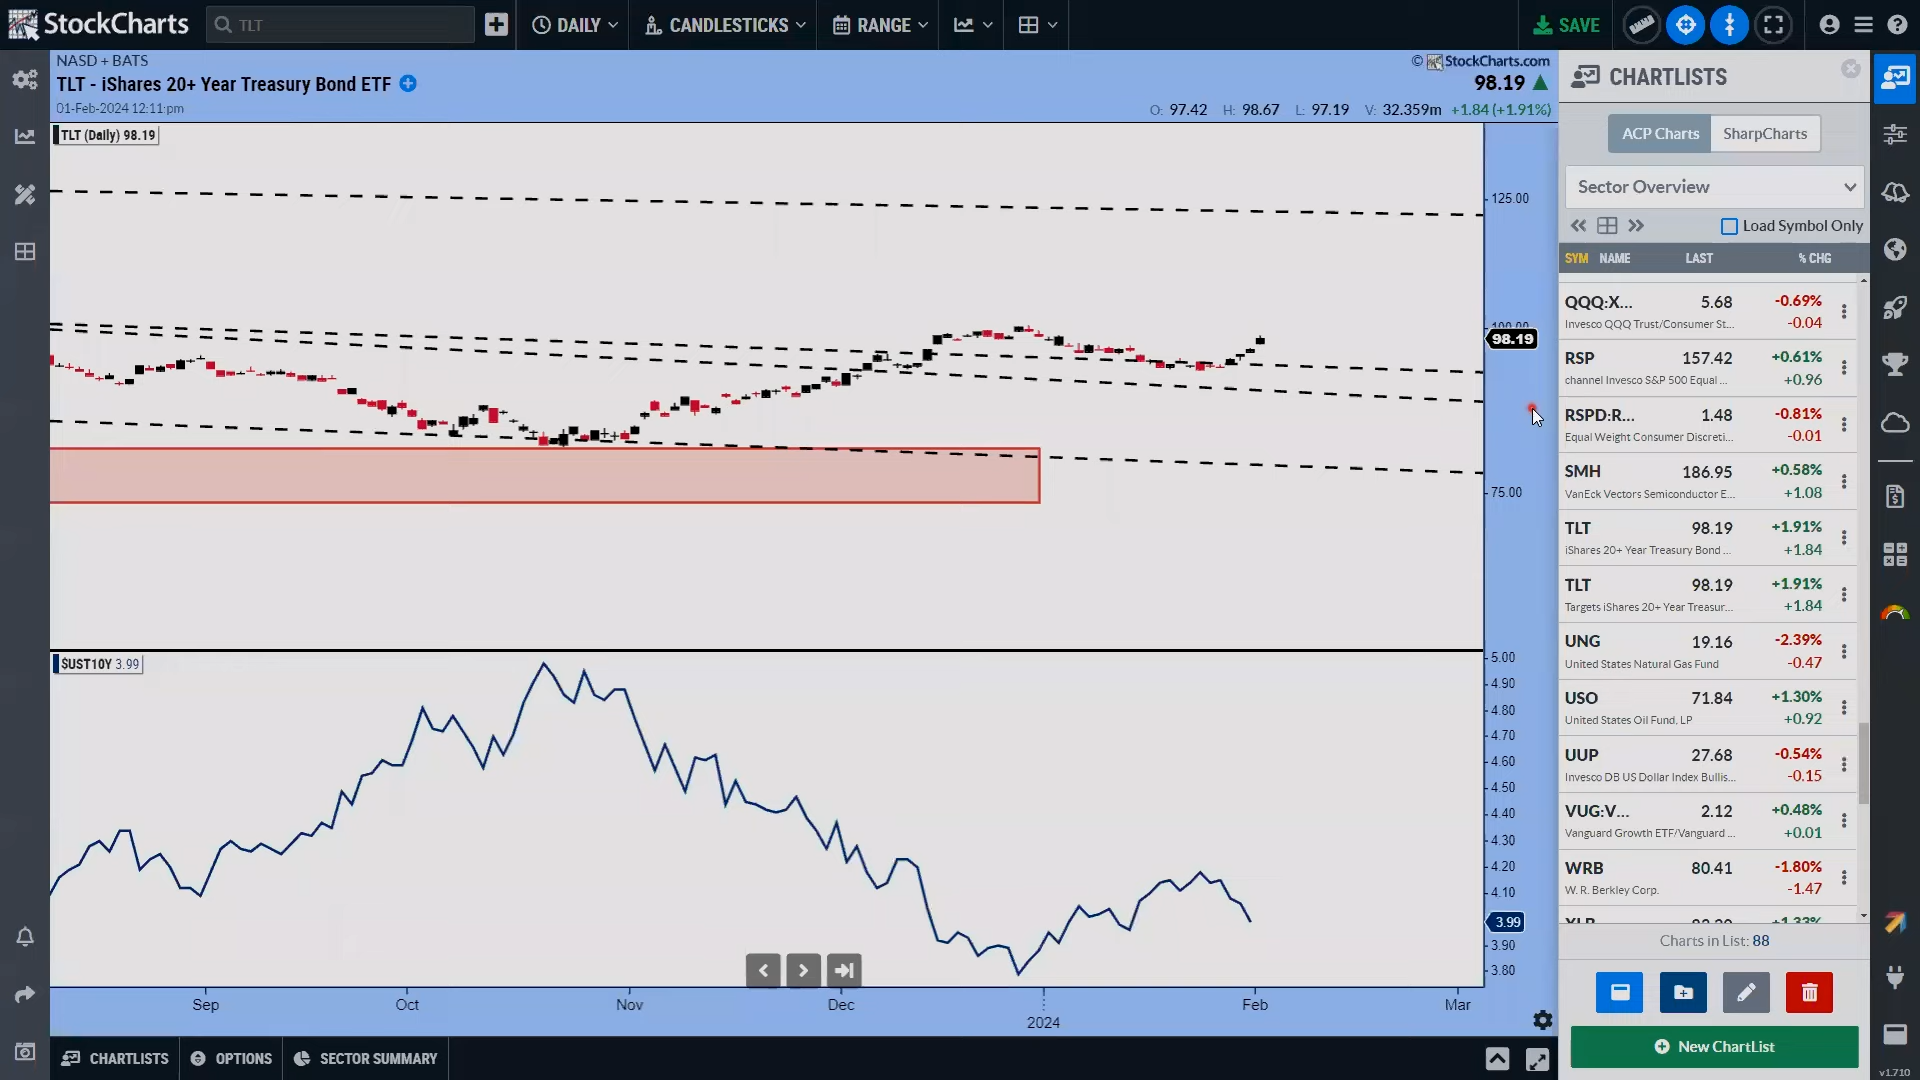 StockCharts
TLT
DAILY
CANDLESTICKS
RANGE
SAVE
NASD + BATS
© StockCharts.com
TLT - iShares 20+ Year Treasury Bond ETF
98.19
01-Feb-2024 12:11pm
O: 97.42 H: 98.67 L: 97.19 V: 32.359m +1.84 (+1.91%)
TLT (Daily) 98.19
125.00
100.00
98.19
75.00
$UST10Y 3.99
5.00
4.90
4.80
4.70
4.60
4.50
4.40
4.30
4.20
4.10
3.99
3.90
3.80
Sep Oct Nov Dec Feb Mar
2024
CHARTLISTS
OPTIONS
SECTOR SUMMARY
CHARTLISTS
ACP Charts
SharpCharts
Sector Overview
Load Symbol Only
SYM NAME LAST % CHG
QQQ:X... 5.68 -0.69%
Invesco QQQ Trust/Consumer St... -0.04
RSP 157.42 +0.61%
channel Invesco S&P 500 Equal ... +0.96
RSPD:R... 1.48 -0.81%
Equal Weight Consumer Discreti... -0.01
SMH 186.95 +0.58%
VanEck Vectors Semiconductor E... +1.08
TLT 98.19 +1.91%
iShares 20+ Year Treasury Bond ... +1.84
TLT 98.19 +1.91%
Targets iShares 20+ Year Treasur... +1.84
UNG 19.16 -2.39%
United States Natural Gas Fund -0.47
USO 71.84 +1.30%
United States Oil Fund, LP +0.92
UUP 27.68 -0.54%
Invesco DB US Dollar Index Bullis... -0.15
VUG:V... 2.12 +0.48%
Vanguard Growth ETF/Vanguard ... +0.01
WRB 80.41 -1.80%
W. R. Berkley Corp. -1.47
Charts in List: 88
New ChartList
v1.710